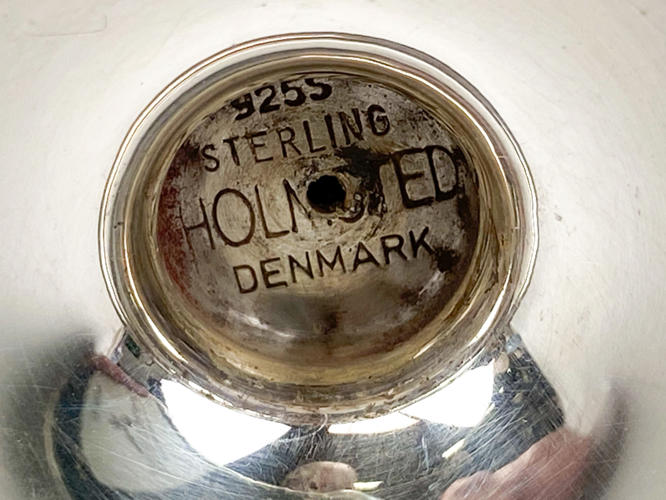 925S
STERLING
HOLMSTED
DENMARK